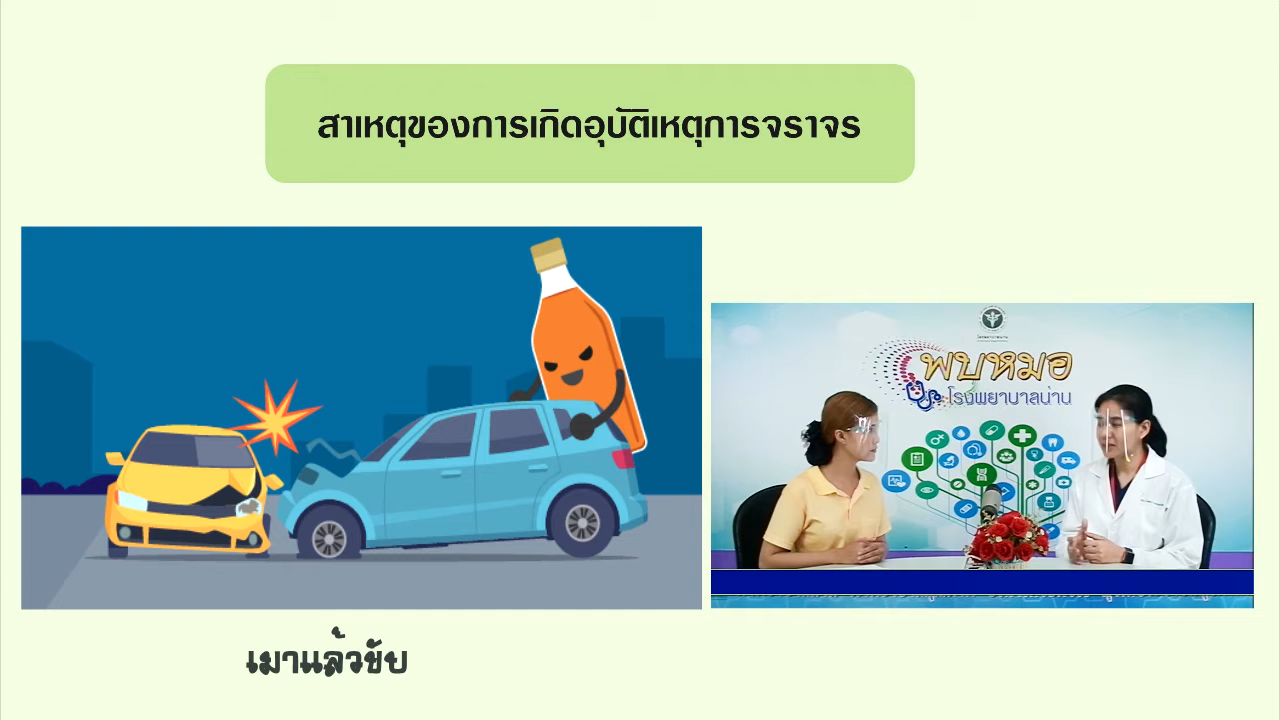 สาเหตุของการเกิดอุบัติเหตุการจราจร
พบหมอ
โรงพยาบาลน่าน
เมาแล้วขับ